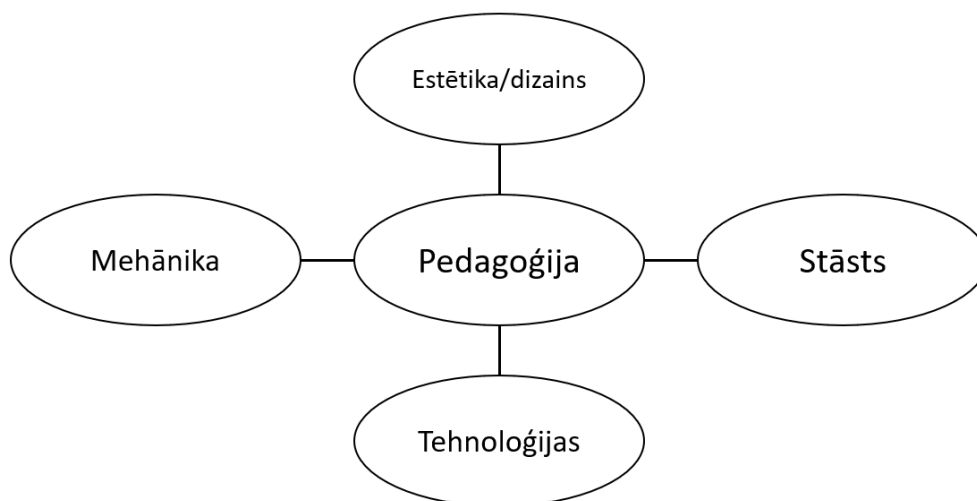 Estētika/dizains
Mehānika
Pedagoģija
Stāsts
Tehnoloģijas